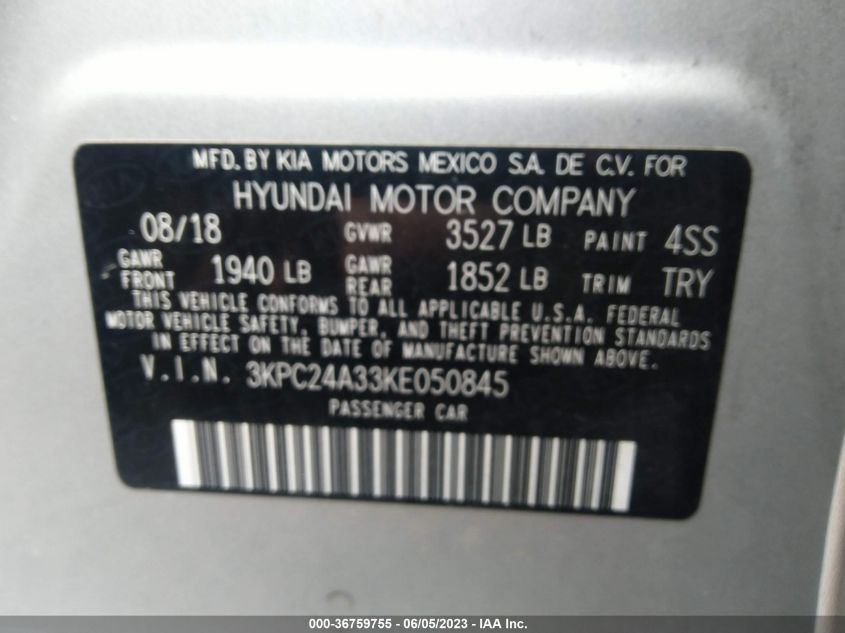 MFD. BY KIA MOTORS MEXICO S.A. DE C.V. FOR
HYUNDAI MOTOR COMPANY
08/18 GVWR 3527 LB PAINT 4SS
GAWR FRONT 1940 LB GAWR REAR 1852 LB TRIM TRY
THIS VEHICLE CONFORMS TO ALL APPLICABLE U.S.A. FEDERAL
MOTOR VEHICLE SAFETY, BUMPER, AND THEFT PREVENTION STANDARDS
IN EFFECT ON THE DATE OF MANUFACTURE SHOWN ABOVE.
V.I.N. 3KPC24A33KE050845
PASSENGER CAR
000-36759755 - 06/05/2023 - IAA Inc.